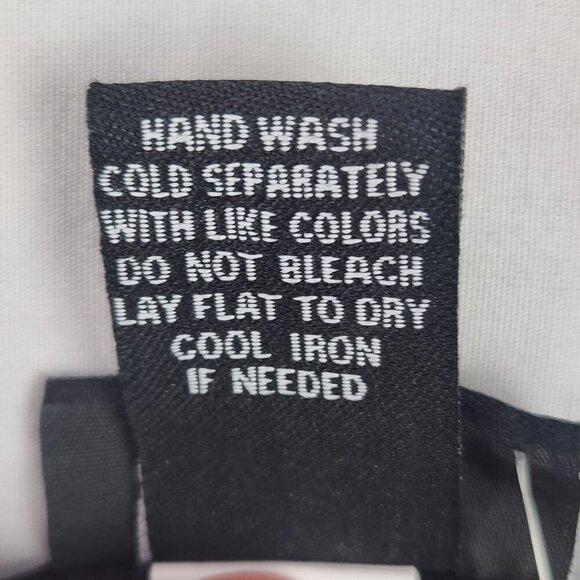 HAND WASH
COLD SEPARATELY
WITH LIKE COLORS
DO NOT BLEACH
LAY FLAT TO DRY
COOL IRON
IF NEEDED